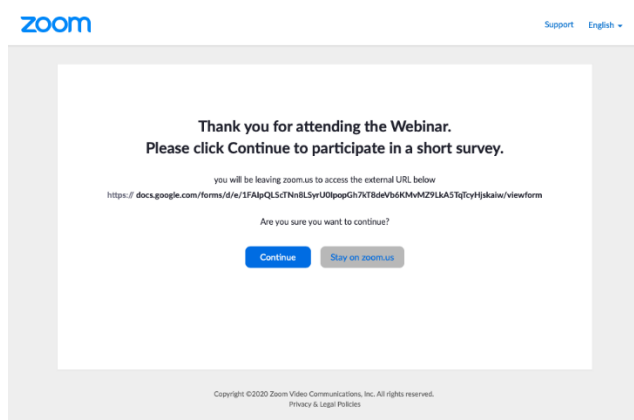 zoom
Support English
Thank you for attending the Webinar.
Please click Continue to participate in a short survey.
you will be leaving zoom.us to access the external URL below
https:// docs.google.com/forms/d/e/1FAIpQLScTNn8LSyrU0IpopGh7kT8deVb6KMvMZ9LkA5TqTcyHjskaiw/viewform
Are you sure you want to continue?
Continue Stay on zoom.us
Copyright ©2020 Zoom Video Communications, Inc. All rights reserved.
Privacy & Legal Policies